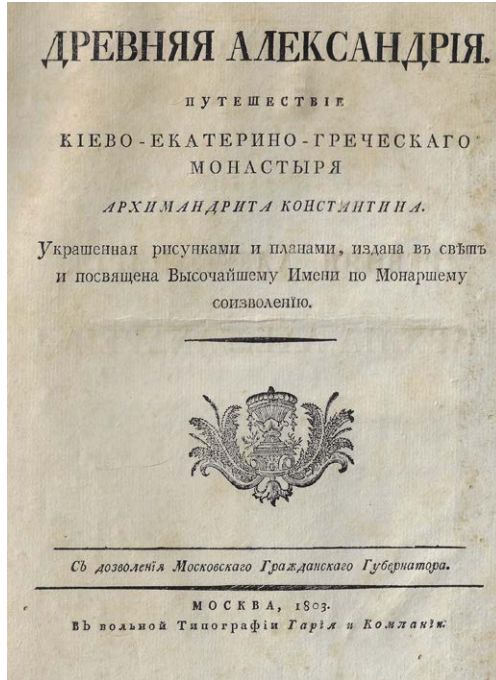 ДРЕВНЯЯ АЛЕКСАНДРІЯ.
ПУТЕШЕСТВІЕ
КІЕВО-ЕКАТЕРИНО-ГРЕЧЕСКАГО
МОНАСТЫРЯ
АРХИМАНДРИТА КОНСТАНТИНА.
Украшенная рисунками и планами, издана въ свѣтъ
и посвящена Высочайшему Имени по Монаршему
соизволенію.
Съ дозволенія Московскаго Гражданскаго Губернатора.
МОСКВА, 1803.
Въ вольной Типографіи Гарія и Компаніи.